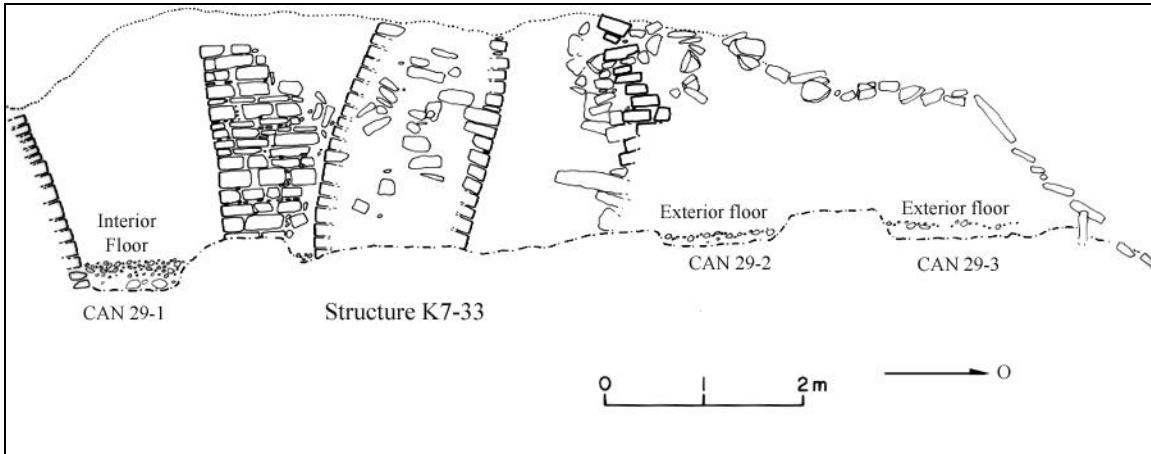 Interior
Floor
CAN 29-1
Structure K7-33
Exterior floor
CAN 29-2
Exterior floor
CAN 29-3
0 1 2 m
O